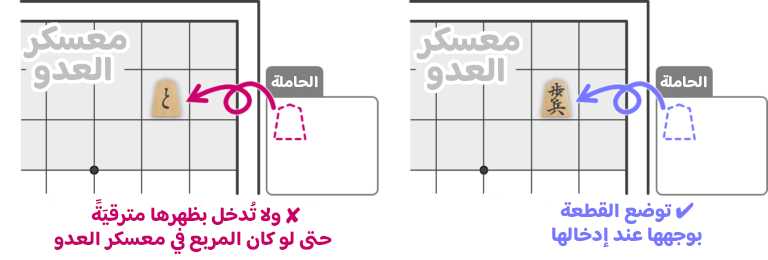 معسكر
العدو
الحاملة
と
✘ ولا تُدخل بظهرها مترقيّةً
حتى لو كان المربع في معسكر العدو
معسكر
العدو
الحاملة
歩兵
✔ توضع القطعة
بوجهها عند إدخالها